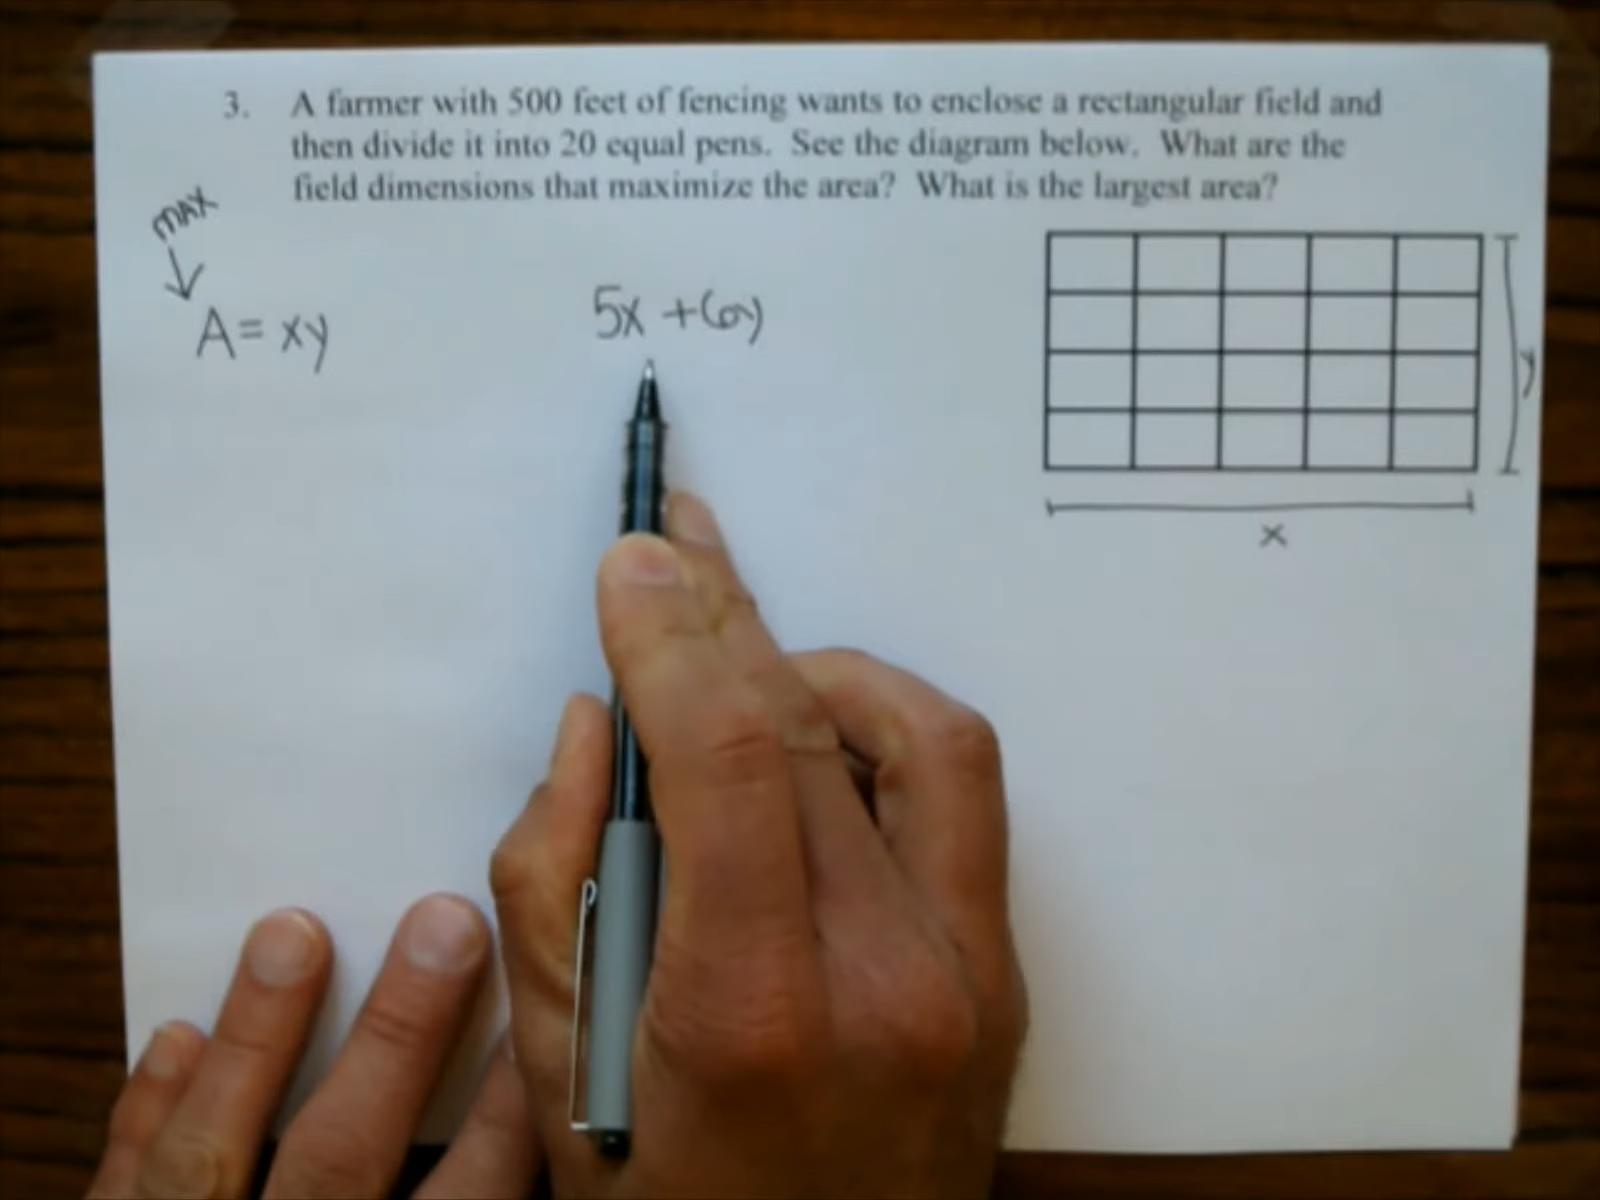 3. A farmer with 500 feet of fencing wants to enclose a rectangular field and
then divide it into 20 equal pens. See the diagram below. What are the
field dimensions that maximize the area? What is the largest area?
MAX
A = xy
5x + 6y
y
x